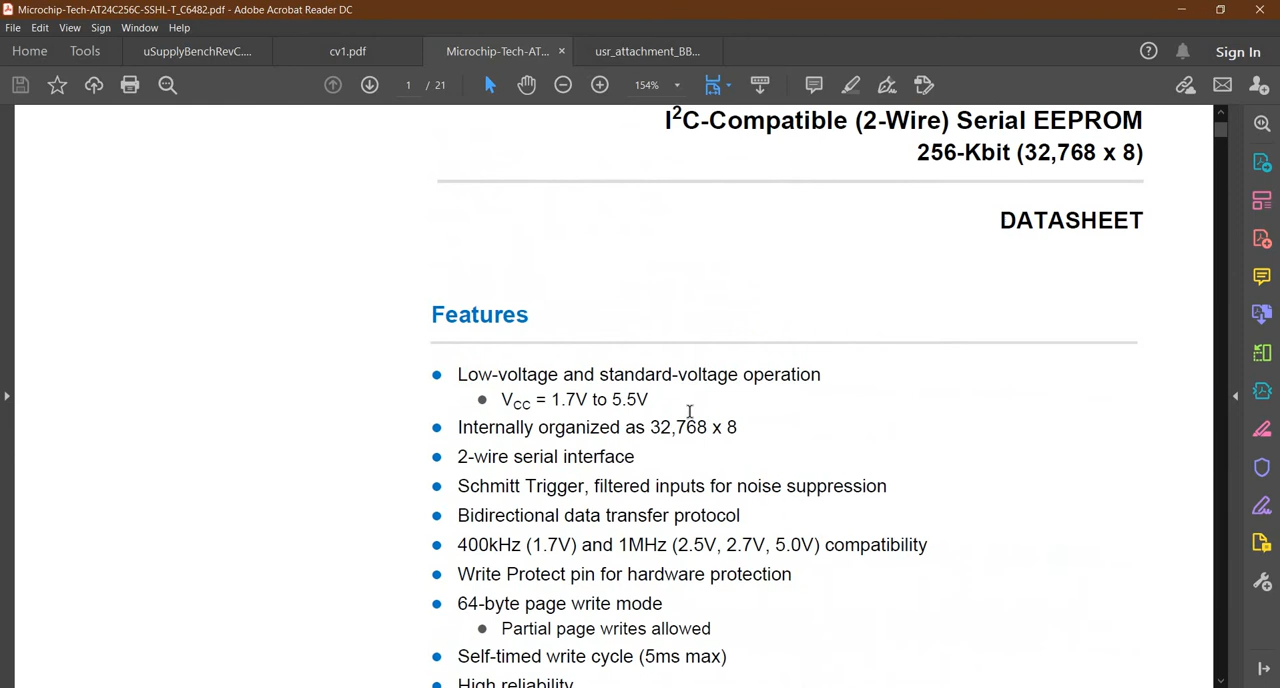 Microchip-Tech-AT24C256C-SSHL-T_C6482.pdf - Adobe Acrobat Reader DC
File Edit View Sign Window Help
Home Tools uSupplyBenchRevC.... cv1.pdf Microchip-Tech-AT... × usr_attachment_BB... Sign In
1 / 21 154%
I²C-Compatible (2-Wire) Serial EEPROM
256-Kbit (32,768 x 8)
DATASHEET
Features
Low-voltage and standard-voltage operation
VCC = 1.7V to 5.5V
Internally organized as 32,768 x 8
2-wire serial interface
Schmitt Trigger, filtered inputs for noise suppression
Bidirectional data transfer protocol
400kHz (1.7V) and 1MHz (2.5V, 2.7V, 5.0V) compatibility
Write Protect pin for hardware protection
64-byte page write mode
Partial page writes allowed
Self-timed write cycle (5ms max)
High reliability